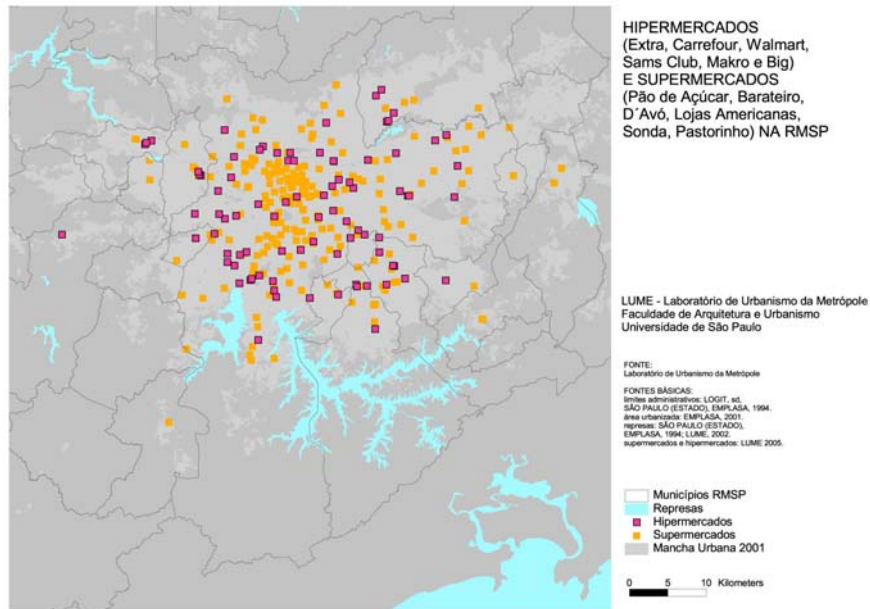 HIPERMERCADOS
(Extra, Carrefour, Walmart,
Sams Club, Makro e Big)
E SUPERMERCADOS
(Pão de Açúcar, Barateiro,
D´Avó, Lojas Americanas,
Sonda, Pastorinho) NA RMSP
LUME - Laboratório de Urbanismo da Metrópole
Faculdade de Arquitetura e Urbanismo
Universidade de São Paulo
FONTE:
Laboratório de Urbanismo da Metrópole
FONTES BÁSICAS:
limites administrativos: LOGIT, sd,
SÃO PAULO (ESTADO), EMPLASA, 1994.
área urbanizada: EMPLASA, 2001.
represas: SÃO PAULO (ESTADO),
EMPLASA, 1994; LUME, 2002.
supermercados e hipermercados: LUME 2005.
Municípios RMSP
Represas
Hipermercados
Supermercados
Mancha Urbana 2001
0 5 10 Kilometers